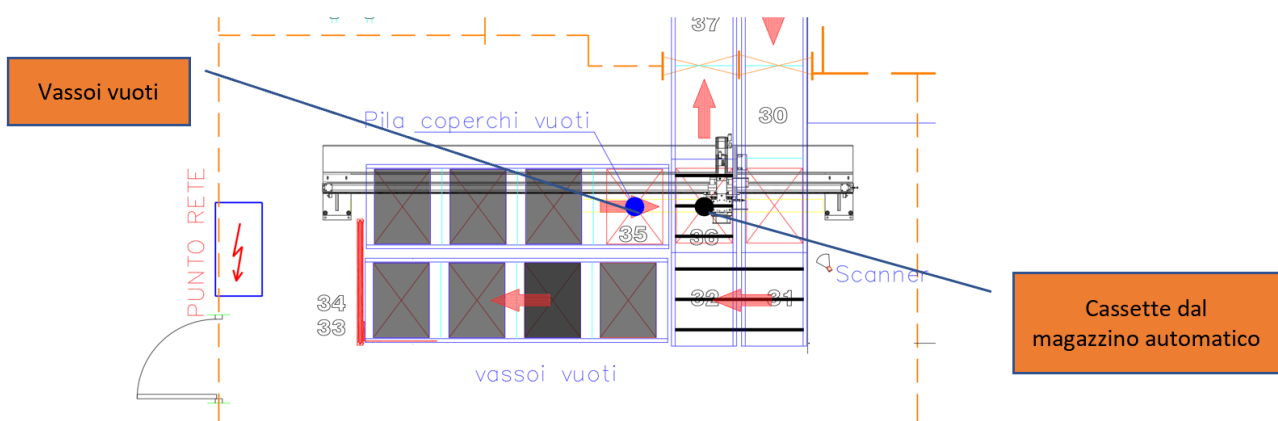 37
Vassoi vuoti
30
Pila coperchi vuoti
PUNTO RETE
35
36
Scanner
34
32
31
33
Cassette dal
magazzino automatico
vassoi vuoti